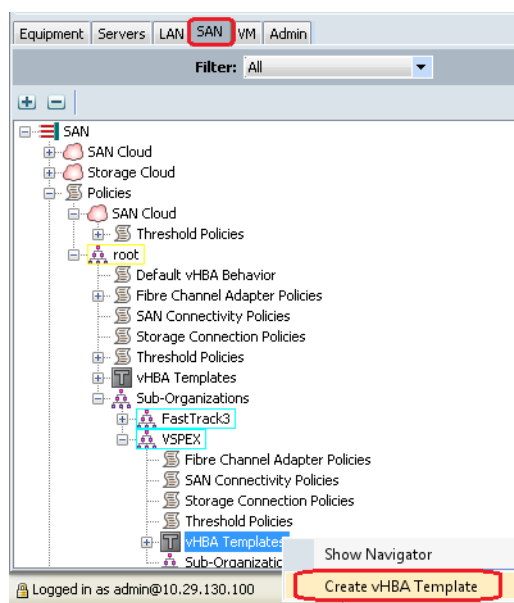 Equipment Servers LAN SAN VM Admin
Filter: All
SAN
SAN Cloud
Storage Cloud
Policies
SAN Cloud
Threshold Policies
root
Default vHBA Behavior
Fibre Channel Adapter Policies
SAN Connectivity Policies
Storage Connection Policies
Threshold Policies
vHBA Templates
Sub-Organizations
FastTrack3
VSPEX
Fibre Channel Adapter Policies
SAN Connectivity Policies
Storage Connection Policies
Threshold Policies
vHBA Templates
Show Navigator
Sub-Organizatio
Create vHBA Template
Logged in as admin@10.29.130.100